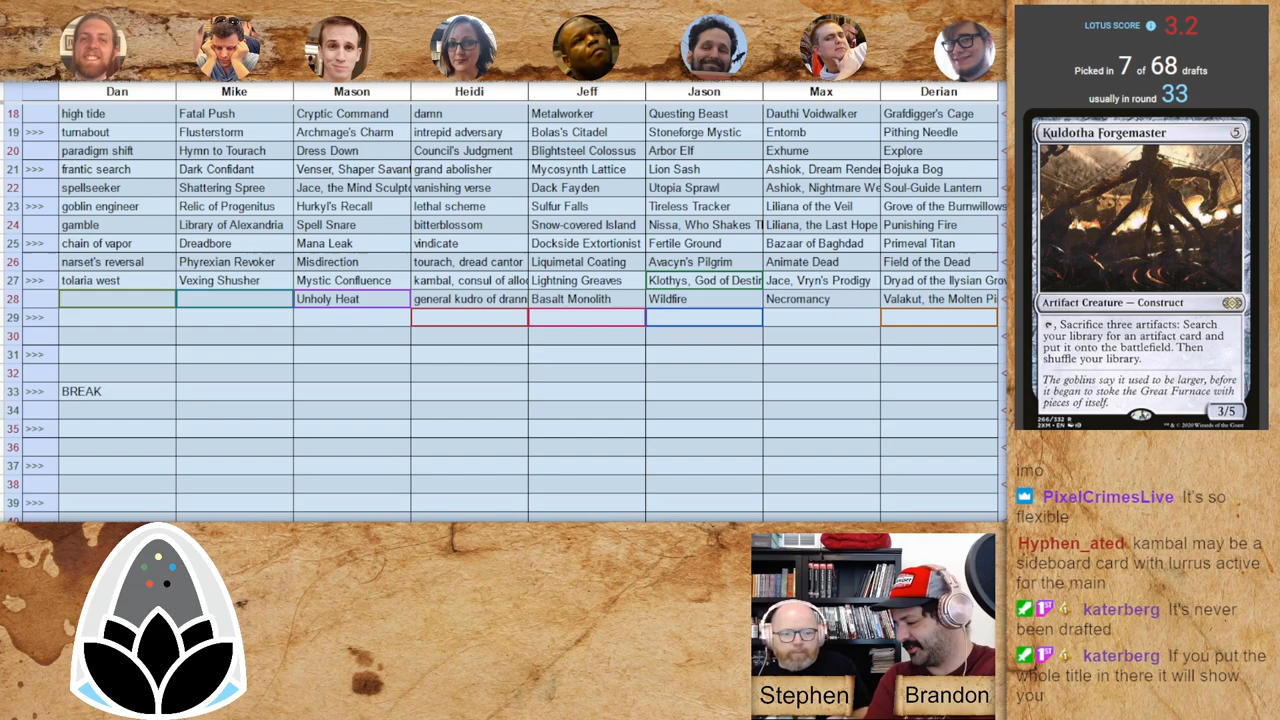 Dan Mike Mason Heidi Jeff Jason Max Derian
18 high tide Fatal Push Cryptic Command damn Metalworker Questing Beast Dauthi Voidwalker Grafdigger's Cage
19 >>> turnabout Flusterstorm Archmage's Charm intrepid adversary Bolas's Citadel Stoneforge Mystic Entomb Pithing Needle
20 paradigm shift Hymn to Tourach Dress Down Council's Judgment Blightsteel Colossus Arbor Elf Exhume Explore
21 >>> frantic search Dark Confidant Venser, Shaper Savant grand abolisher Mycosynth Lattice Lion Sash Ashiok, Dream Render Bojuka Bog
22 spellseeker Shattering Spree Jace, the Mind Sculpto vanishing verse Dack Fayden Utopia Sprawl Ashiok, Nightmare We Soul-Guide Lantern
23 >>> goblin engineer Relic of Progenitus Hurkyl's Recall lethal scheme Sulfur Falls Tireless Tracker Liliana of the Veil Grove of the Burnwillows
24 gamble Library of Alexandria Spell Snare bitterblossom Snow-covered Island Nissa, Who Shakes T Liliana, the Last Hope Punishing Fire
25 >>> chain of vapor Dreadbore Mana Leak vindicate Dockside Extortionist Fertile Ground Bazaar of Baghdad Primeval Titan
26 narset's reversal Phyrexian Revoker Misdirection tourach, dread cantor Liquimetal Coating Avacyn's Pilgrim Animate Dead Field of the Dead
27 >>> tolaria west Vexing Shusher Mystic Confluence kambal, consul of alloc Lightning Greaves Klothys, God of Destin Jace, Vryn's Prodigy Dryad of the Ilysian Gro
28 Unholy Heat general kudro of drann Basalt Monolith Wildfire Necromancy Valakut, the Molten Pi
29 >>>
30
31 >>>
32
33 >>> BREAK
34
35 >>>
36
37 >>>
38
39 >>>
LOTUS SCORE 3.2
Picked in 7 of 68 drafts
usually in round 33
Kuldotha Forgemaster 5
Artifact Creature — Construct
, Sacrifice three artifacts: Search
your library for an artifact card and
put it onto the battlefield. Then
shuffle your library.
The goblins say it used to be larger, before
it began to stoke the Great Furnace with
pieces of itself.
3/5
266/332 R
2XM • EN
™ & © 2020 Wizards of the Coast
imo
PixelCrimesLive It's so
flexible
Hyphen_ated kambal may be a
sideboard card with lurrus active
for the main
katerberg It's never
been drafted
katerberg If you put the
whole title in there it will show
you
Stephen Brandon